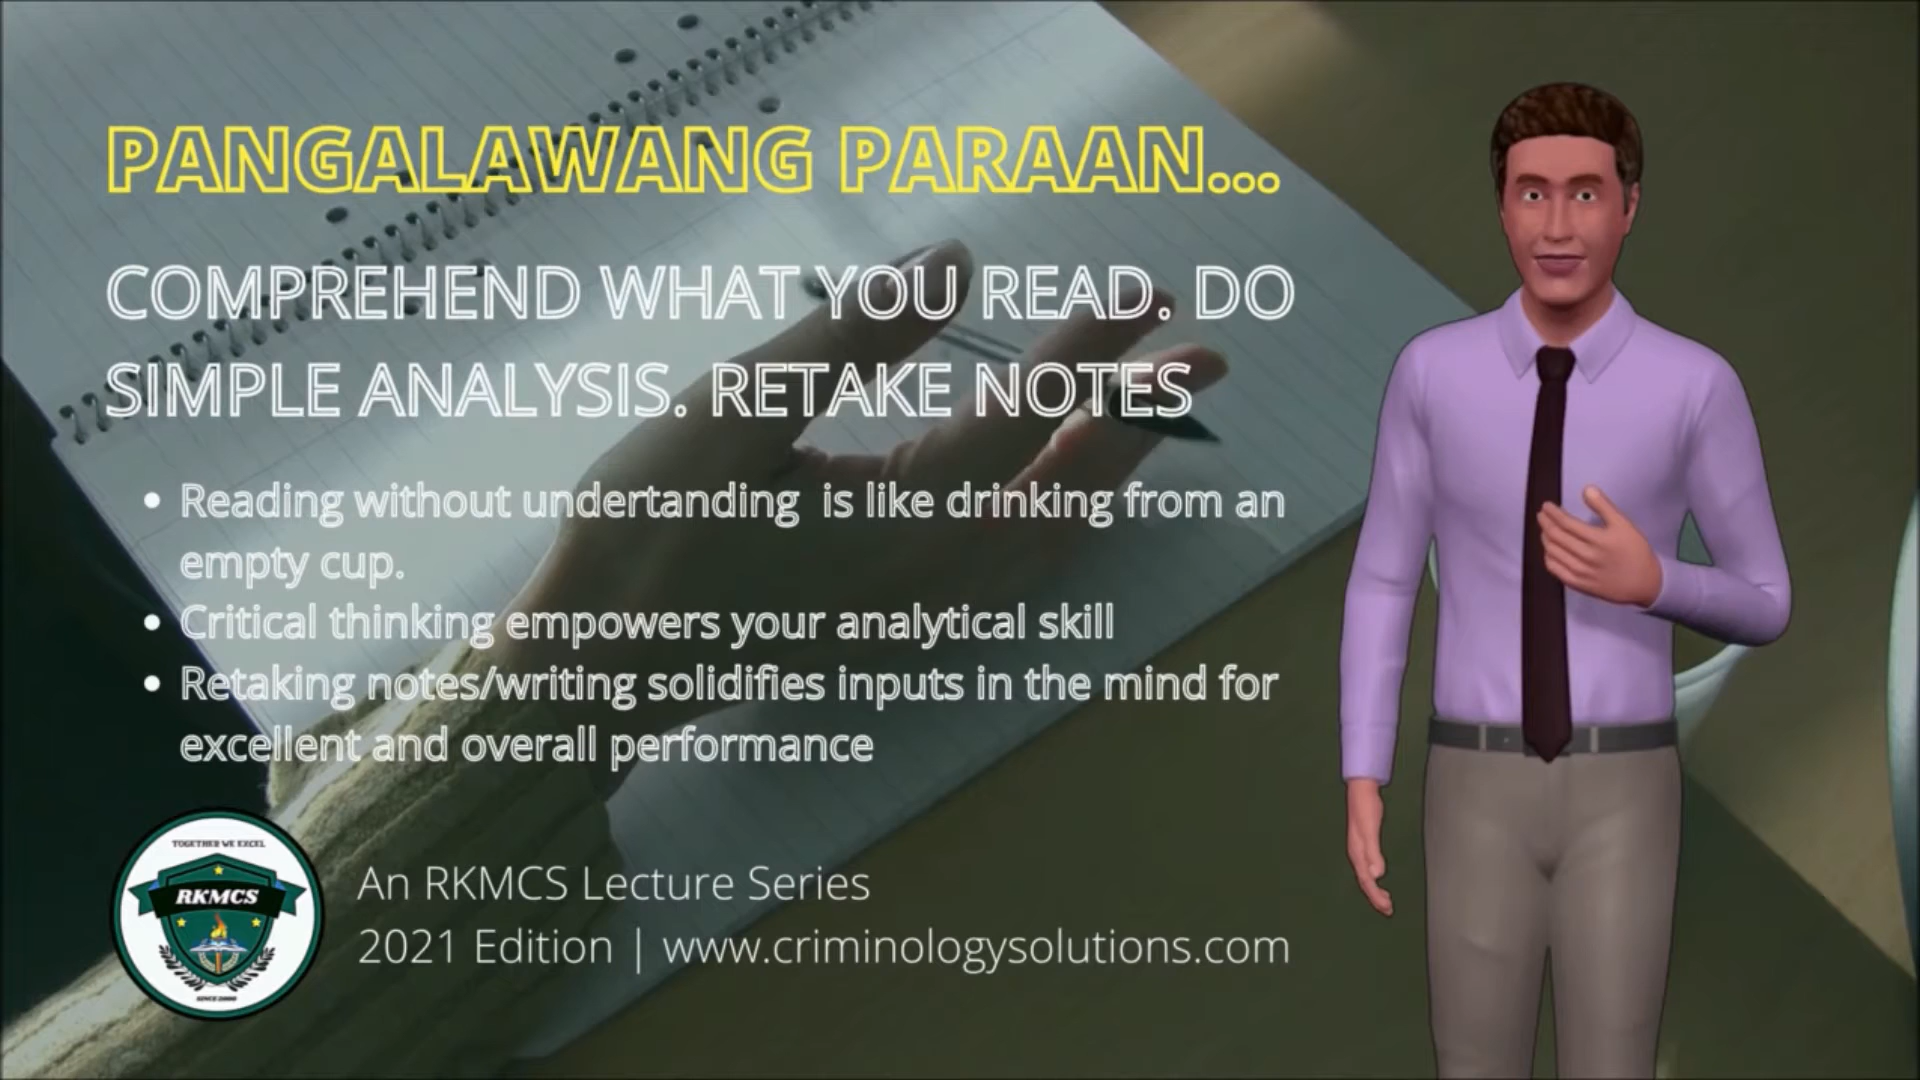 PANGALAWANG PARAAN...
COMPREHEND WHAT YOU READ. DO
SIMPLE ANALYSIS. RETAKE NOTES
• Reading without undertanding is like drinking from an
empty cup.
• Critical thinking empowers your analytical skill
• Retaking notes/writing solidifies inputs in the mind for
excellent and overall performance
TOGETHER WE EXCEL
RKMCS
An RKMCS Lecture Series
2021 Edition | www.criminologysolutions.com